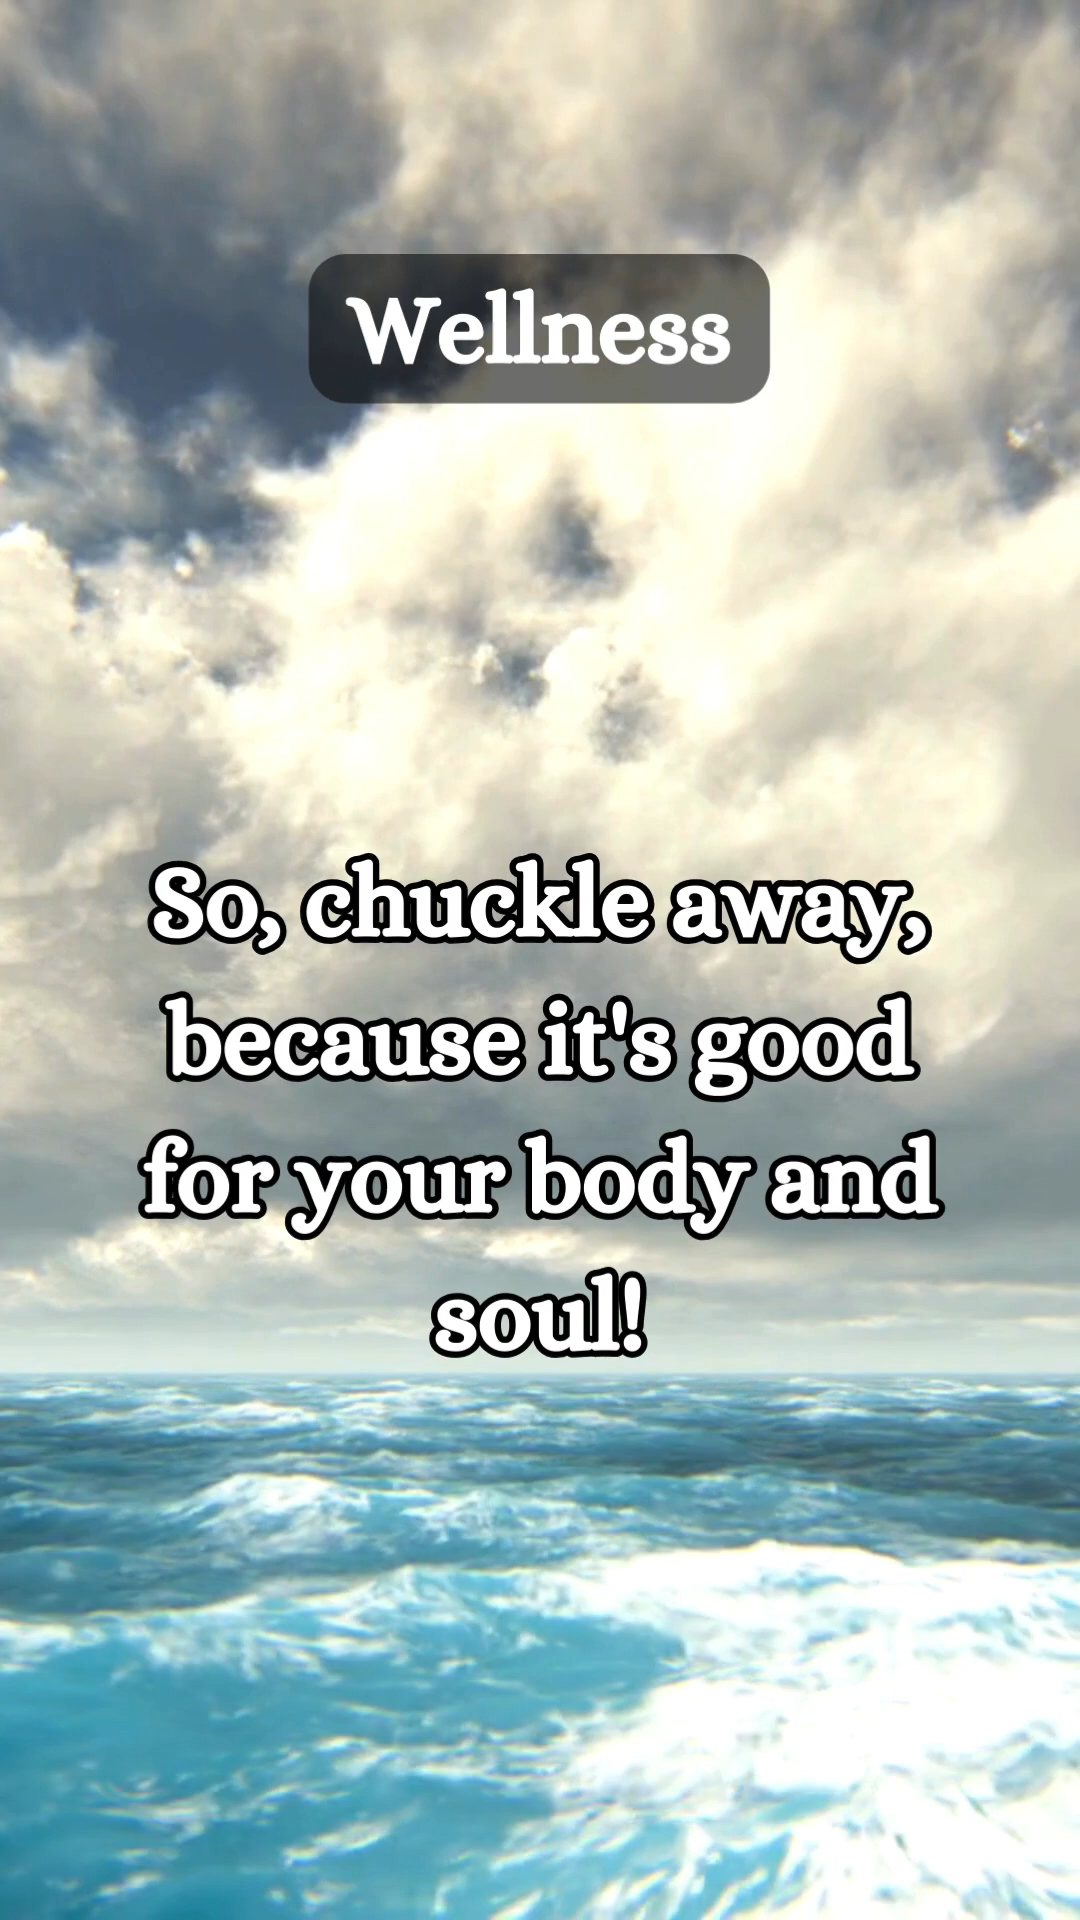 Wellness
So, chuckle away,
because it's good
for your body and
soul!